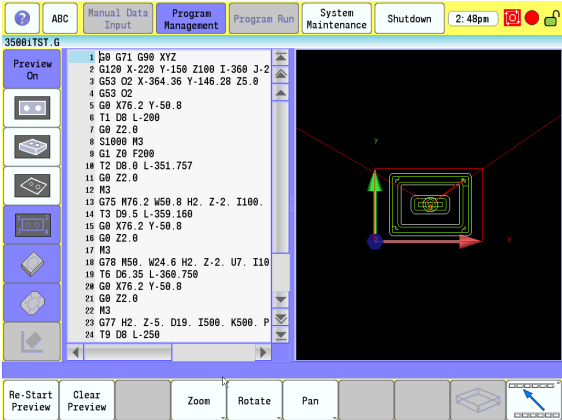 ?
ABC
Manual Data
Input
Program
Management
Program Run
System
Maintenance
Shutdown
2:48pm
3500iTST.G
Preview
On
1 G0 G71 G90 XYZ
2 G120 X-220 Y-150 Z100 I-360 J-2
3 G53 O2 X-364.36 Y-146.28 Z5.0
4 G53 O2
5 G0 X76.2 Y-50.8
6 T1 D8 L-200
7 G0 Z2.0
8 S1000 M3
9 G1 Z0 F200
10 T2 D8.0 L-351.757
11 G0 Z2.0
12 M3
13 G75 M76.2 W50.8 H2. Z-2. I100.
14 T3 D9.5 L-359.160
15 G0 X76.2 Y-50.8
16 G0 Z2.0
17 M3
18 G78 M50. W24.6 H2. Z-2. U7. I10
19 T6 D6.35 L-360.750
20 G0 X76.2 Y-50.8
21 G0 Z2.0
22 M3
23 G77 H2. Z-5. D19. I500. K500. P
24 T9 D8 L-250
y
x
Re-Start
Preview
Clear
Preview
Zoom
Rotate
Pan